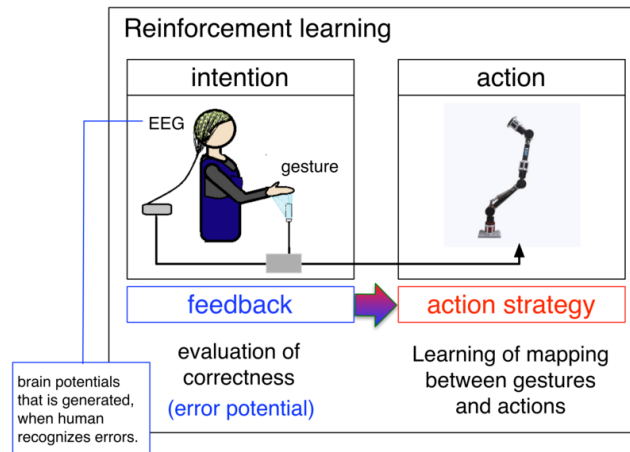 Reinforcement learning
intention
action
EEG
gesture
feedback
action strategy
evaluation of
correctness
(error potential)
Learning of mapping
between gestures
and actions
brain potentials
that is generated,
when human
recognizes errors.